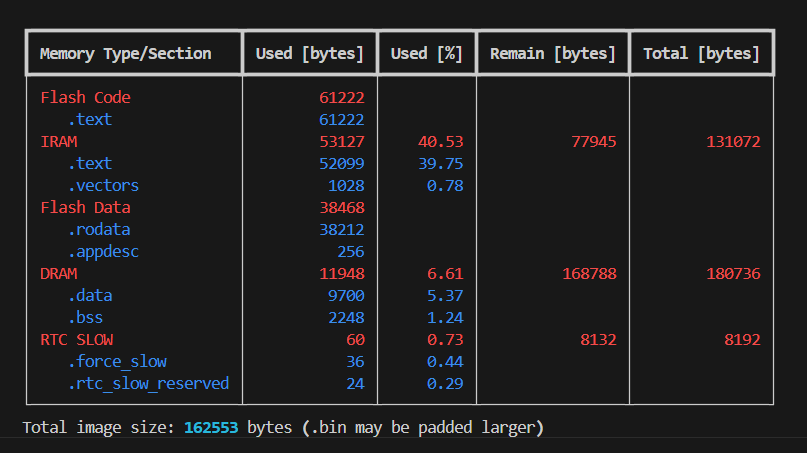 Memory Type/Section Used [bytes] Used [%] Remain [bytes] Total [bytes]
Flash Code 61222
.text 61222
IRAM 53127 40.53 77945 131072
.text 52099 39.75
.vectors 1028 0.78
Flash Data 38468
.rodata 38212
.appdesc 256
DRAM 11948 6.61 168788 180736
.data 9700 5.37
.bss 2248 1.24
RTC SLOW 60 0.73 8132 8192
.force_slow 36 0.44
.rtc_slow_reserved 24 0.29
Total image size: 162553 bytes (.bin may be padded larger)